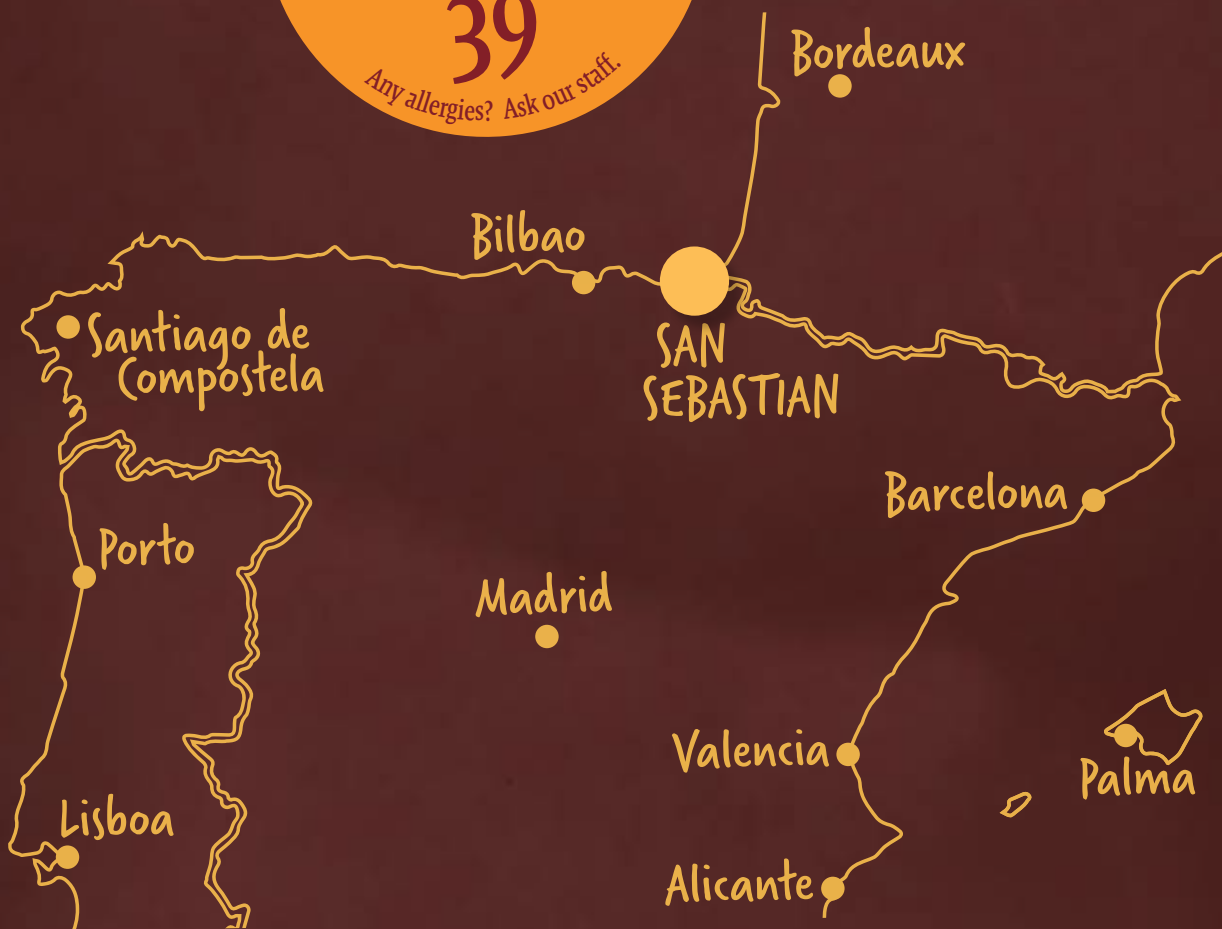 39
Any allergies? Ask our staff.
Bordeaux
Bilbao
SAN
SEBASTIAN
Santiago de
Compostela
Barcelona
Porto
Madrid
Valencia
Palma
Lisboa
Alicante